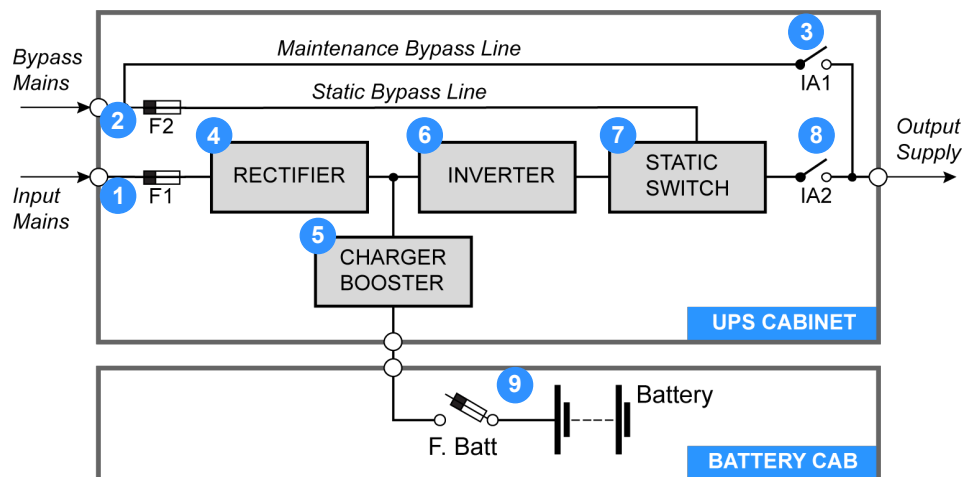 3
Maintenance Bypass Line
IA1
Bypass
Mains
Static Bypass Line
2
F2
4
6
7
8
Output
Supply
RECTIFIER
INVERTER
STATIC
SWITCH
1
F1
IA2
Input
Mains
5
CHARGER
BOOSTER
UPS CABINET
9
Battery
F. Batt
BATTERY CAB